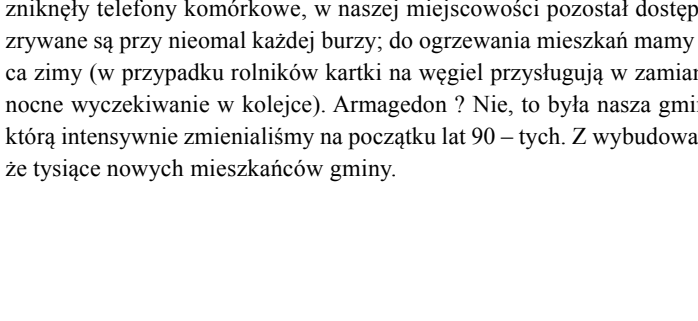 zniknęły telefony komórkowe, w naszej miejscowości pozostał dostęp
zrywane są przy nieomal każdej burzy; do ogrzewania mieszkań mamy
ca zimy (w przypadku rolników kartki na węgiel przysługują w zamian
nocne wyczekiwanie w kolejce). Armagedon ? Nie, to była nasza gmi
którą intensywnie zmienialiśmy na początku lat 90 – tych. Z wybudowa
że tysiące nowych mieszkańców gminy.